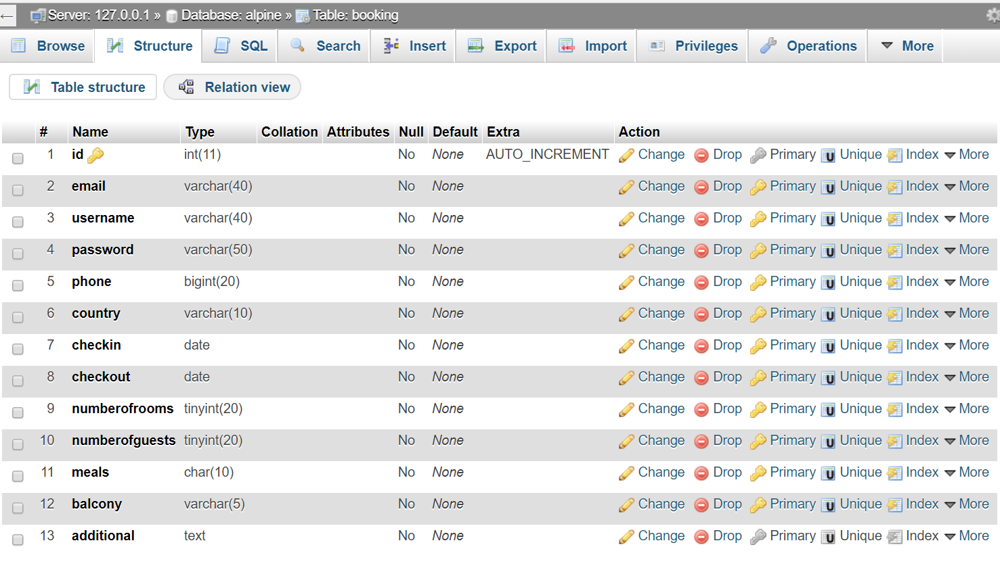 ← Server: 127.0.0.1 » Database: alpine » Table: booking
Browse Structure SQL Search Insert Export Import Privileges Operations More
Table structure Relation view
# Name Type Collation Attributes Null Default Extra Action
1 id int(11) No None AUTO_INCREMENT Change Drop Primary U Unique Index More
2 email varchar(40) No None Change Drop Primary U Unique Index More
3 username varchar(40) No None Change Drop Primary U Unique Index More
4 password varchar(50) No None Change Drop Primary U Unique Index More
5 phone bigint(20) No None Change Drop Primary U Unique Index More
6 country varchar(10) No None Change Drop Primary U Unique Index More
7 checkin date No None Change Drop Primary U Unique Index More
8 checkout date No None Change Drop Primary U Unique Index More
9 numberofrooms tinyint(20) No None Change Drop Primary U Unique Index More
10 numberofguests tinyint(20) No None Change Drop Primary U Unique Index More
11 meals char(10) No None Change Drop Primary U Unique Index More
12 balcony varchar(5) No None Change Drop Primary U Unique Index More
13 additional text No None Change Drop Primary U Unique Index More